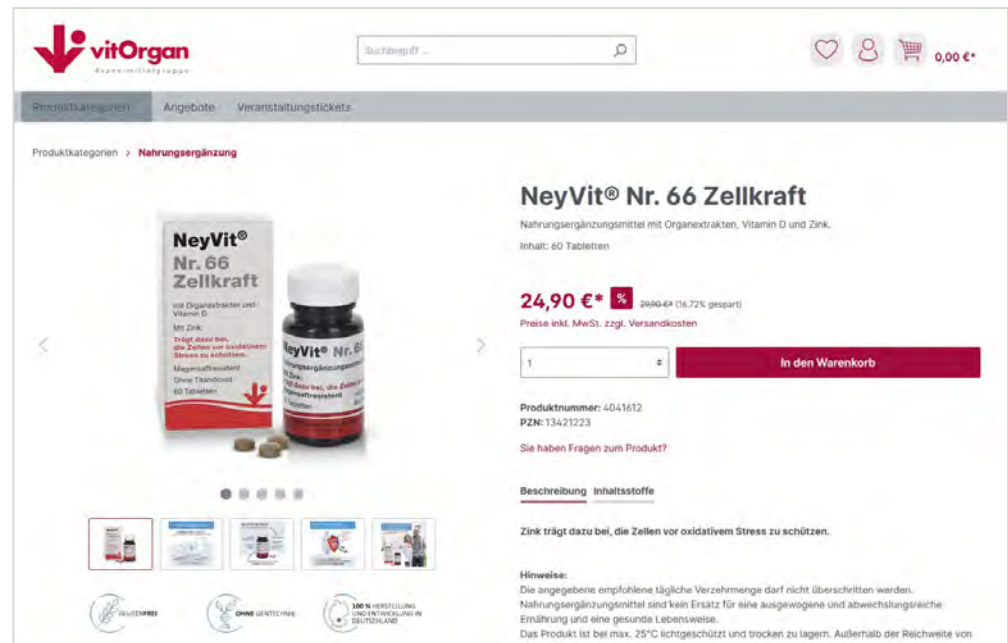 vitOrgan
Arzneimittelgruppe
Suchbegriff ...
0,00 €*
Produktkategorien
Angebote
Veranstaltungstickets
Produktkategorien > Nahrungsergänzung
NeyVit® Nr. 66 Zellkraft
Nahrungsergänzungsmittel mit Organextrakten, Vitamin D und Zink.
Inhalt: 60 Tabletten
24,90 €* % 29,90 €* (16.72% gespart)
Preise inkl. MwSt. zzgl. Versandkosten
1
In den Warenkorb
Produktnummer: 4041612
PZN: 13421223
Sie haben Fragen zum Produkt?
Beschreibung Inhaltsstoffe
Zink trägt dazu bei, die Zellen vor oxidativem Stress zu schützen.
Hinweise:
Die angegebene empfohlene tägliche Verzehrmenge darf nicht überschritten werden.
Nahrungsergänzungsmittel sind kein Ersatz für eine ausgewogene und abwechslungsreiche
Ernährung und eine gesunde Lebensweise.
Das Produkt ist bei max. 25°C lichtgeschützt und trocken zu lagern. Außerhalb der Reichweite von
NeyVit®
Nr. 66
Zellkraft
mit Organextrakten und
Vitamin D
Mit Zink:
Trägt dazu bei,
die Zellen vor oxidativem
Stress zu schützen.
Magensaftresistent
Ohne Titandioxid
60 Tabletten
NeyVit® Nr. 66
GLUTENFREI
OHNE GENTECHNIK
100 % HERSTELLUNG
UND ENTWICKLUNG IN
DEUTSCHLAND